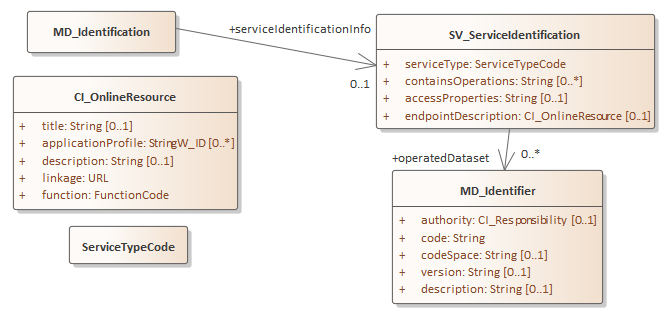 MD_Identification
+serviceIdentificationInfo
0..1
SV_ServiceIdentification
+ serviceType: ServiceTypeCode
+ containsOperations: String [0..*]
+ accessProperties: String [0..1]
+ endpointDescription: CI_OnlineResource [0..1]
CI_OnlineResource
+ title: String [0..1]
+ applicationProfile: StringW_ID [0..*]
+ description: String [0..1]
+ linkage: URL
+ function: FunctionCode
+operatedDataset
0..*
MD_Identifier
+ authority: CI_Responsibility [0..1]
+ code: String
+ codeSpace: String [0..1]
+ version: String [0..1]
+ description: String [0..1]
ServiceTypeCode